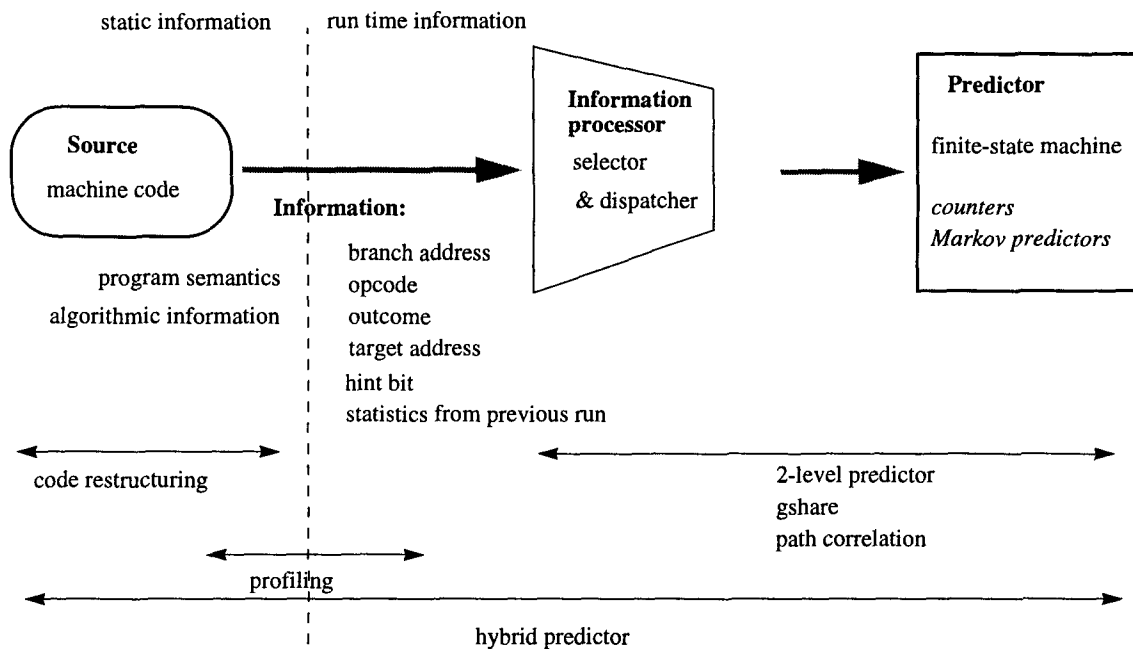 static information
run time information
Source
machine code
Information:
program semantics
algorithmic information
branch address
opcode
outcome
target address
hint bit
statistics from previous run
Information
processor
selector
& dispatcher
Predictor
finite-state machine
counters
Markov predictors
code restructuring
2-level predictor
gshare
path correlation
profiling
hybrid predictor